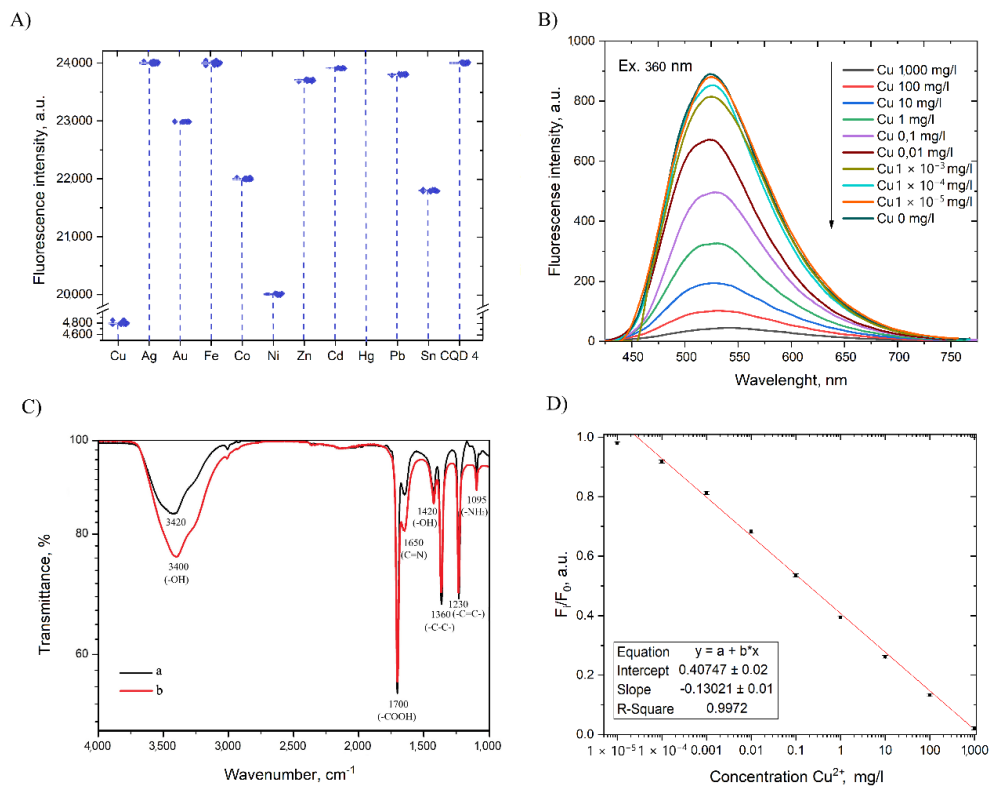 A)
Fluorescence intensity, a.u.
24000
23000
22000
21000
20000
4800
4600
Cu Ag Au Fe Co Ni Zn Cd Hg Pb Sn CQD 4
B)
Fluorescense intensity, a.u.
1000
800
600
400
200
0
Ex. 360 nm
Cu 1000 mg/l
Cu 100 mg/l
Cu 10 mg/l
Cu 1 mg/l
Cu 0,1 mg/l
Cu 0,01 mg/l
Cu 1 × 10⁻³ mg/l
Cu 1 × 10⁻⁴ mg/l
Cu 1 × 10⁻⁵ mg/l
Cu 0 mg/l
425 500 550 600 650 700 750
Wavelenght, nm
C)
Transmittance, %
100
80
60
3420
3400
(-OH)
1700
(-COOH)
1650
(C=N)
1420
(-OH)
1360
(-C-C-)
1230
(-C=C-)
1095
(-NH₂)
a
b
4,000 3,500 3,000 2,500 2,000 1,500 1,000
Wavenumber, cm⁻¹
D)
Fᵢ/F₀, a.u.
1.0
0.8
0.6
0.4
0.2
0.0
Equation y = a + b*x
Intercept 0.40747 ± 0.02
Slope -0.13021 ± 0.01
R-Square 0.9972
1 × 10⁻⁵ 1 × 10⁻⁴ 0.001 0.01 0.1 1 10 100 1,000
Concentration Cu²⁺, mg/l